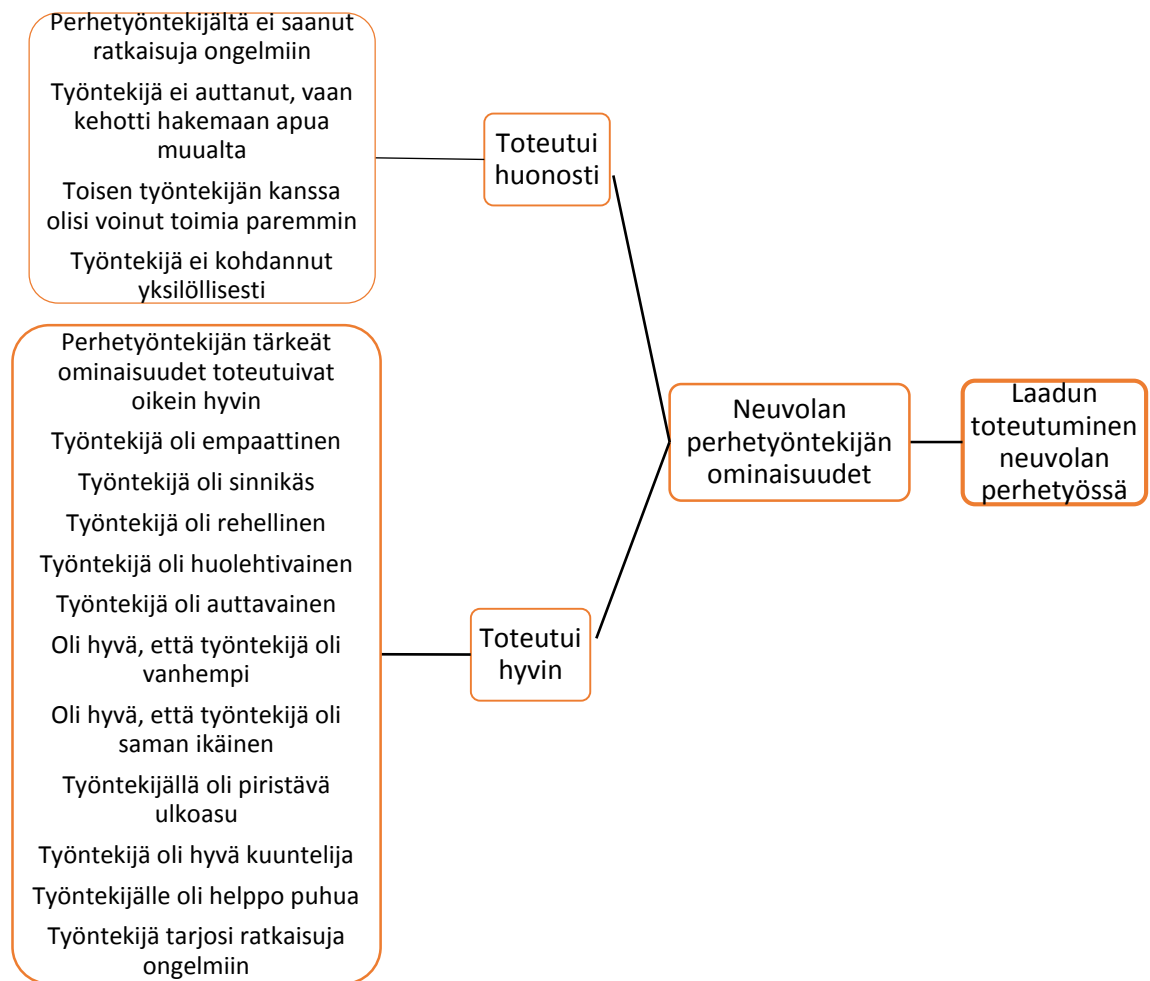 Perhetyöntekijältä ei saanut
ratkaisuja ongelmiin
Työntekijä ei auttanut, vaan
kehotti hakemaan apua
muualta
Toisen työntekijän kanssa
olisi voinut toimia paremmin
Työntekijä ei kohdannut
yksilöllisesti
Toteutui
huonosti
Perhetyöntekijän tärkeät
ominaisuudet toteutuivat
oikein hyvin
Työntekijä oli empaattinen
Työntekijä oli sinnikäs
Työntekijä oli rehellinen
Työntekijä oli huolehtivainen
Työntekijä oli auttavainen
Oli hyvä, että työntekijä oli
vanhempi
Oli hyvä, että työntekijä oli
saman ikäinen
Työntekijällä oli piristävä
ulkoasu
Työntekijä oli hyvä kuuntelija
Työntekijälle oli helppo puhua
Työntekijä tarjosi ratkaisuja
ongelmiin
Toteutui
hyvin
Neuvolan
perhetyöntekijän
ominaisuudet
Laadun
toteutuminen
neuvolan
perhetyössä